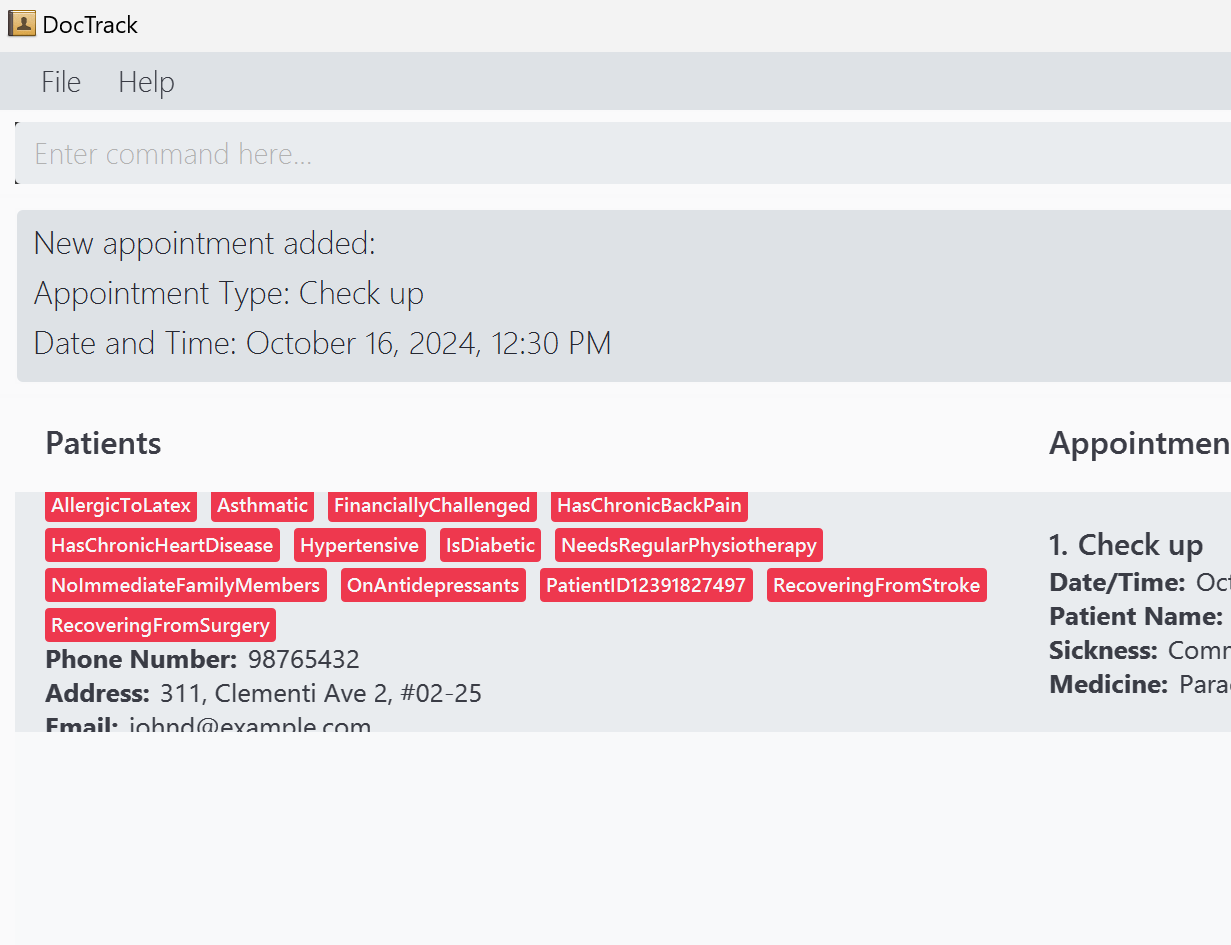 DocTrack
File Help
Enter command here...
New appointment added:
Appointment Type: Check up
Date and Time: October 16, 2024, 12:30 PM
Patients
AllergicToLatex Asthmatic FinanciallyChallenged HasChronicBackPain
HasChronicHeartDisease Hypertensive IsDiabetic NeedsRegularPhysiotherapy
NoImmediateFamilyMembers OnAntidepressants PatientID12391827497 RecoveringFromStroke
RecoveringFromSurgery
Phone Number: 98765432
Address: 311, Clementi Ave 2, #02-25
Email: johnd@example.com
Appointmen
1. Check up
Date/Time: Oct
Patient Name:
Sickness: Comm
Medicine: Para